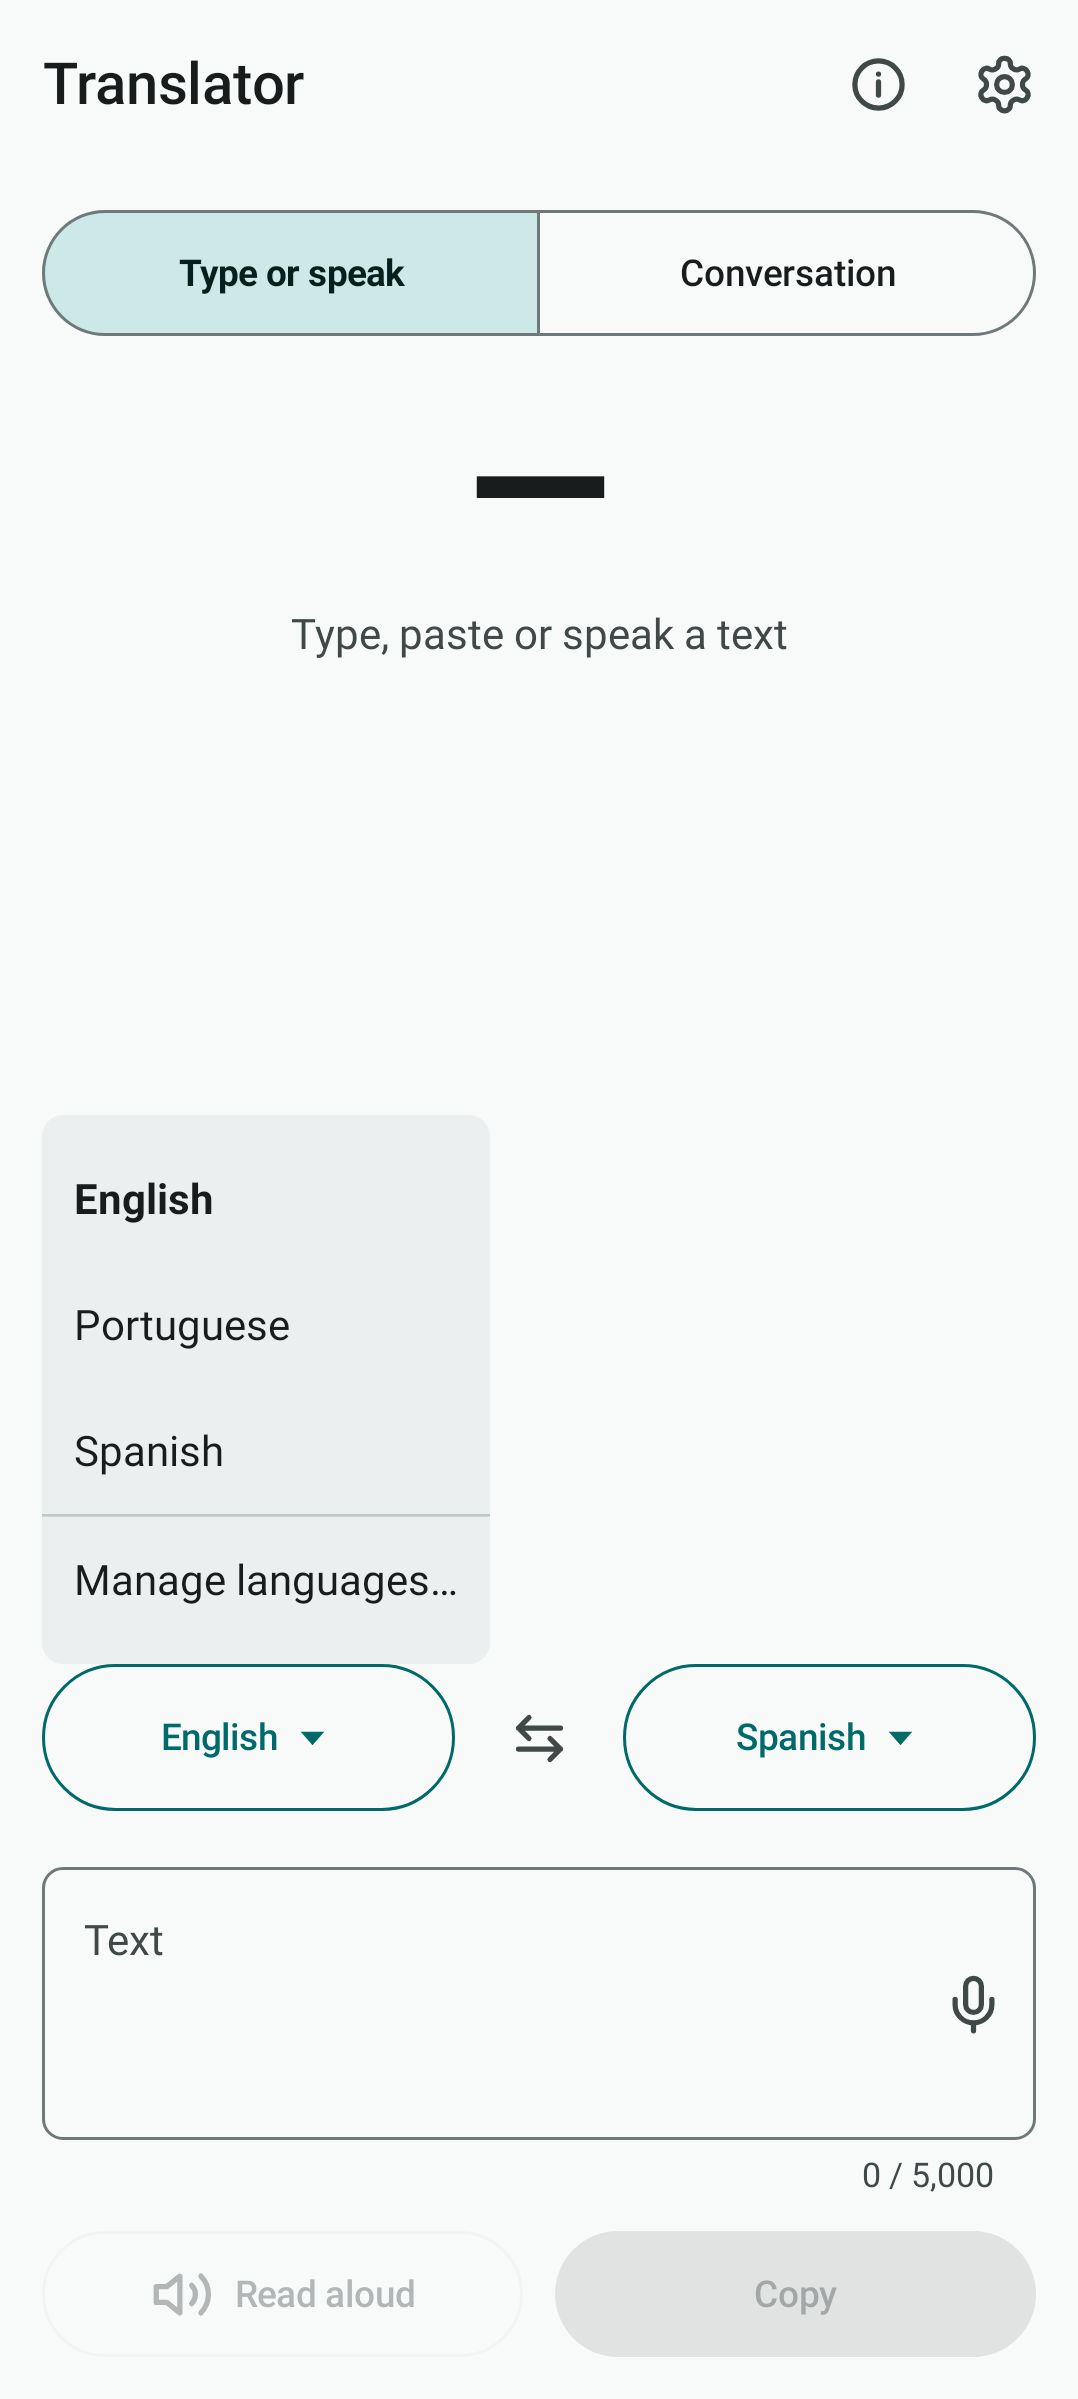 Translator
Type or speak
Conversation
Type, paste or speak a text
English
Portuguese
Spanish
Manage languages...
English
Spanish
Text
0 / 5,000
Read aloud
Copy